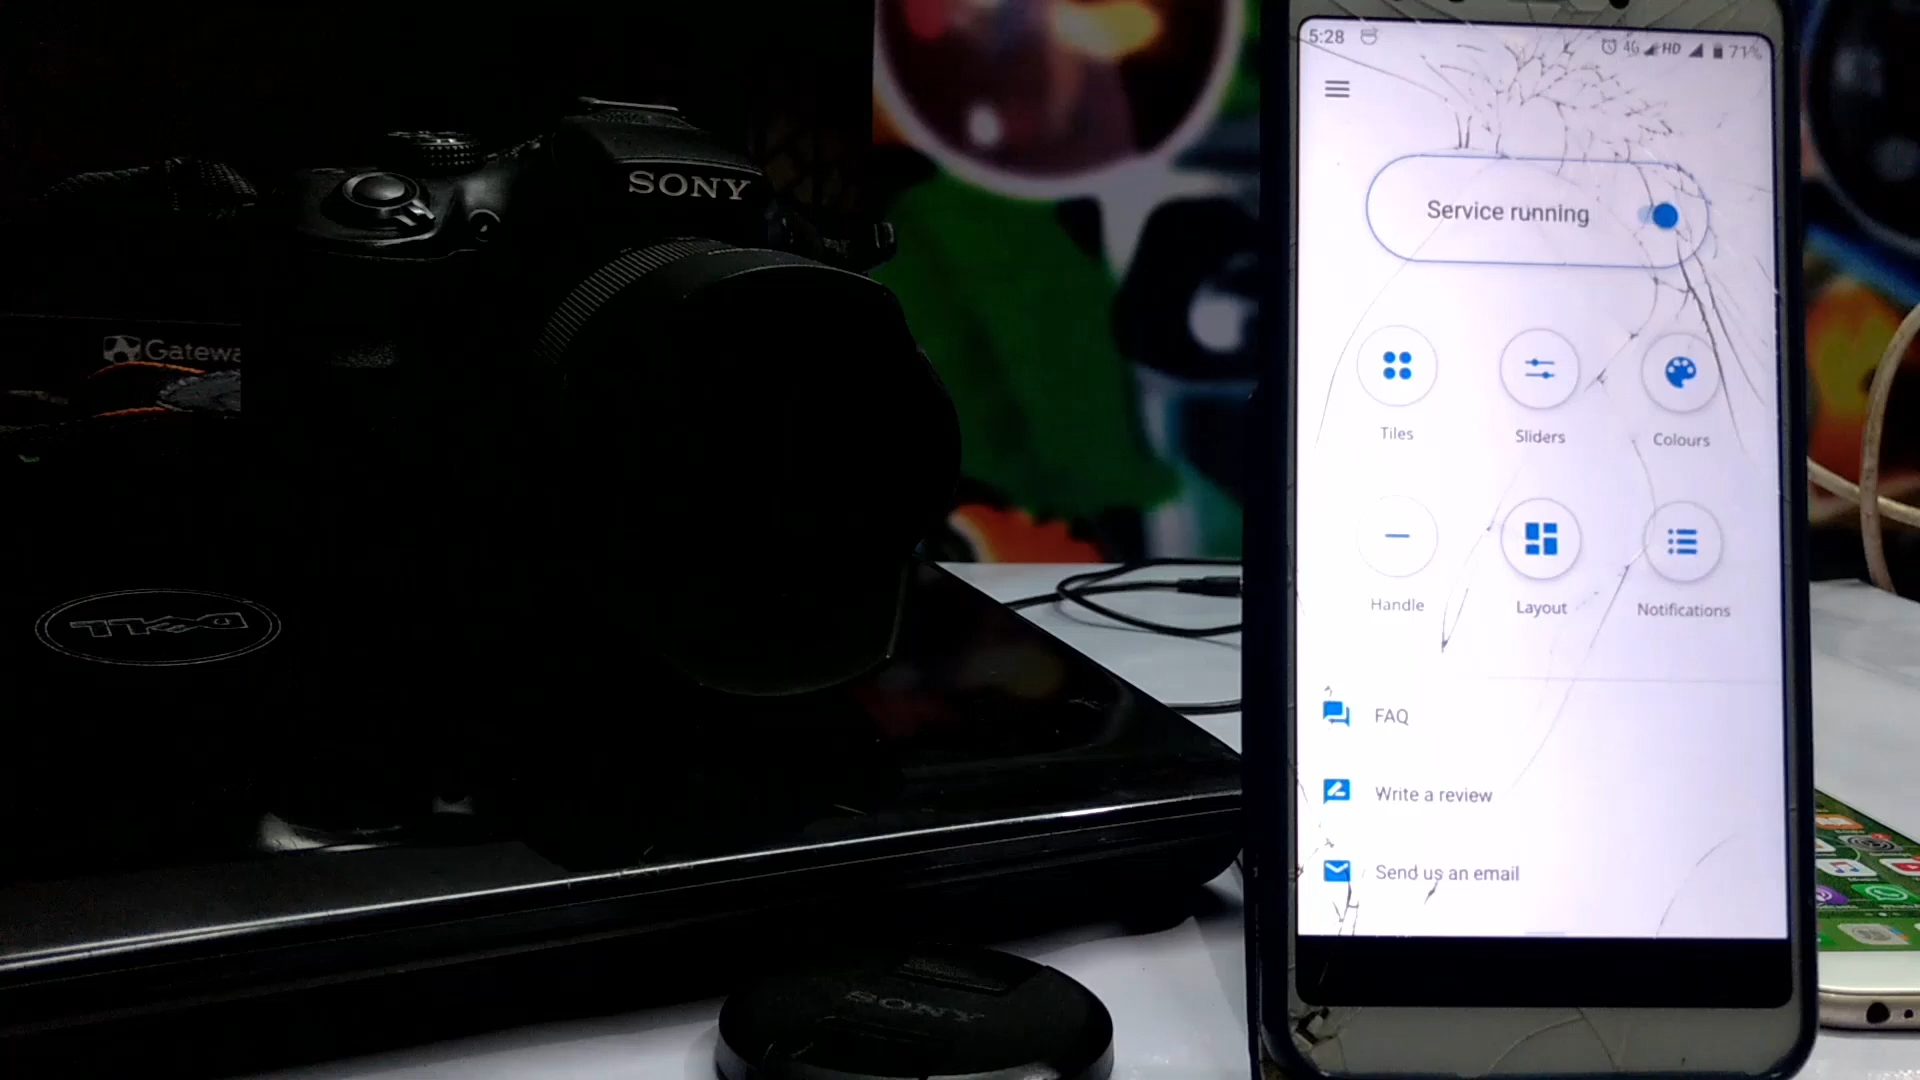 SONY
Gatewa
DELL
SONY
5:28
4G HD 71%
Service running
Tiles Sliders Colours
Handle Layout Notifications
FAQ
Write a review
Send us an email